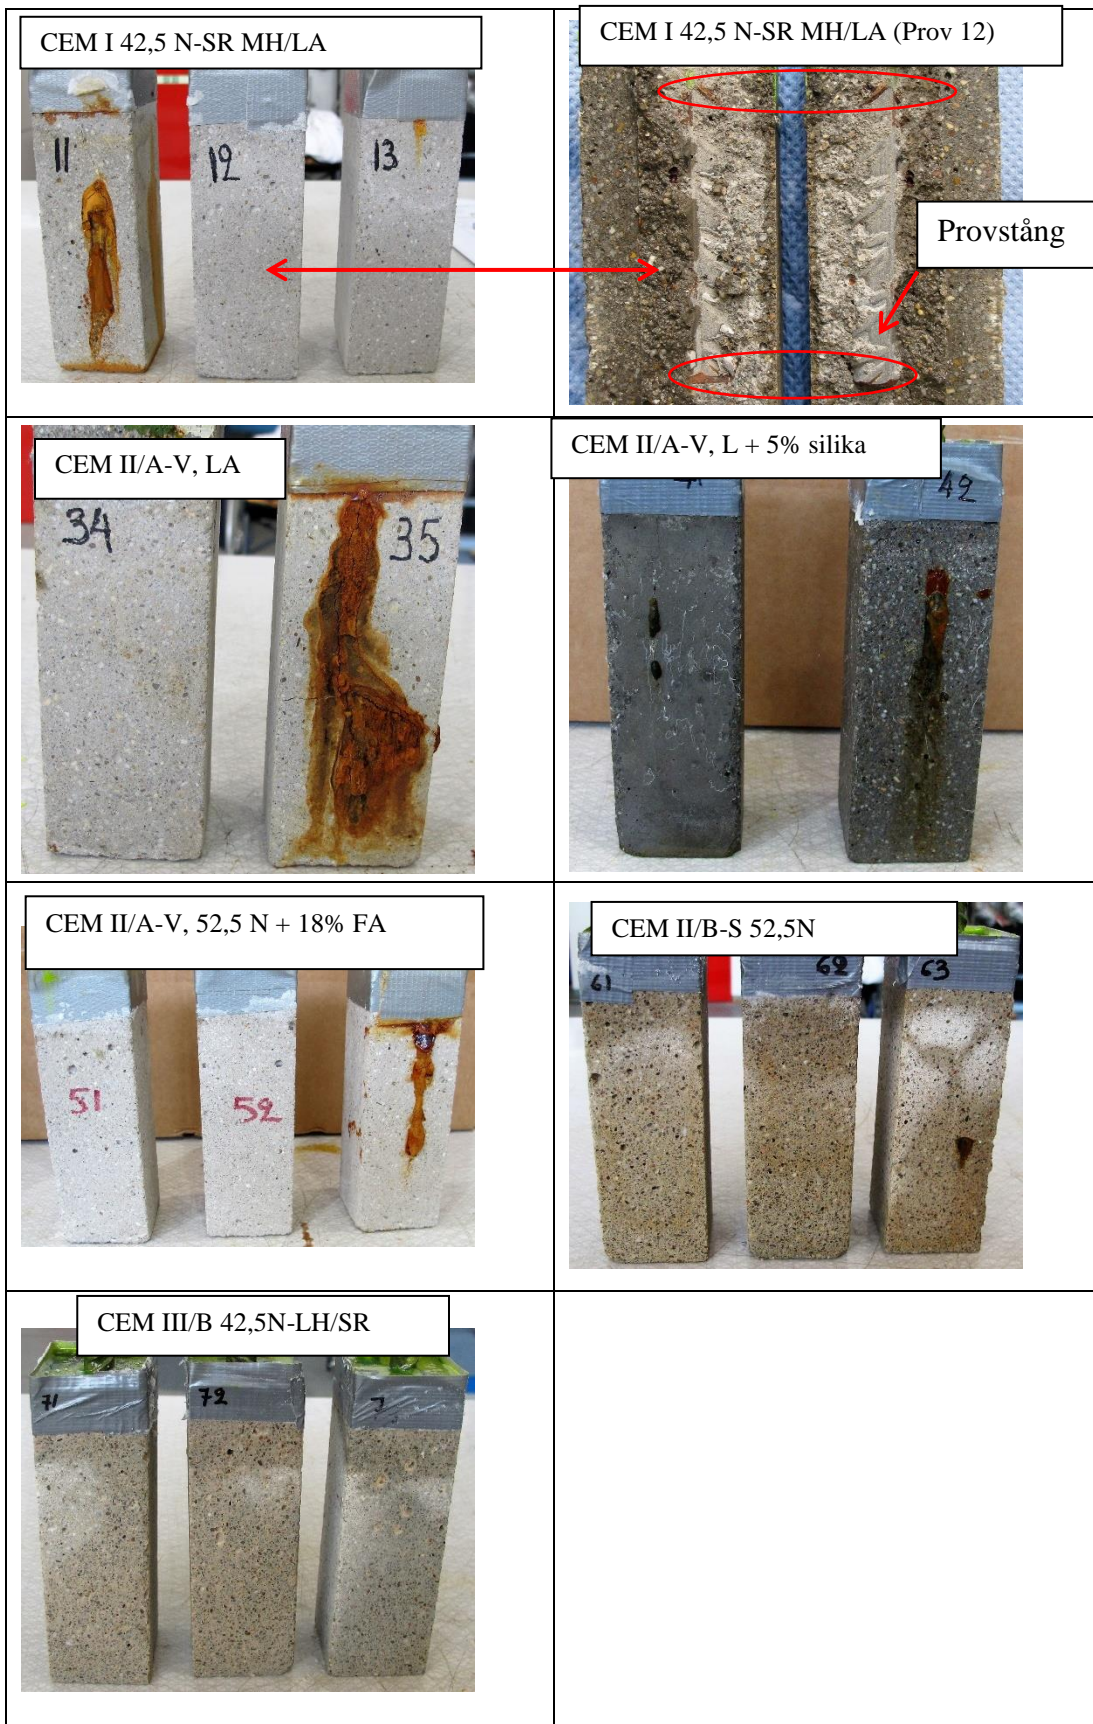 CEM I 42,5 N-SR MH/LA
CEM I 42,5 N-SR MH/LA (Prov 12)
11
12
13
Provstång
CEM II/A-V, LA
34
35
CEM II/A-V, L + 5% silika
42
CEM II/A-V, 52,5 N + 18% FA
51
52
CEM II/B-S 52,5N
61
62
63
CEM III/B 42,5N-LH/SR
71
72